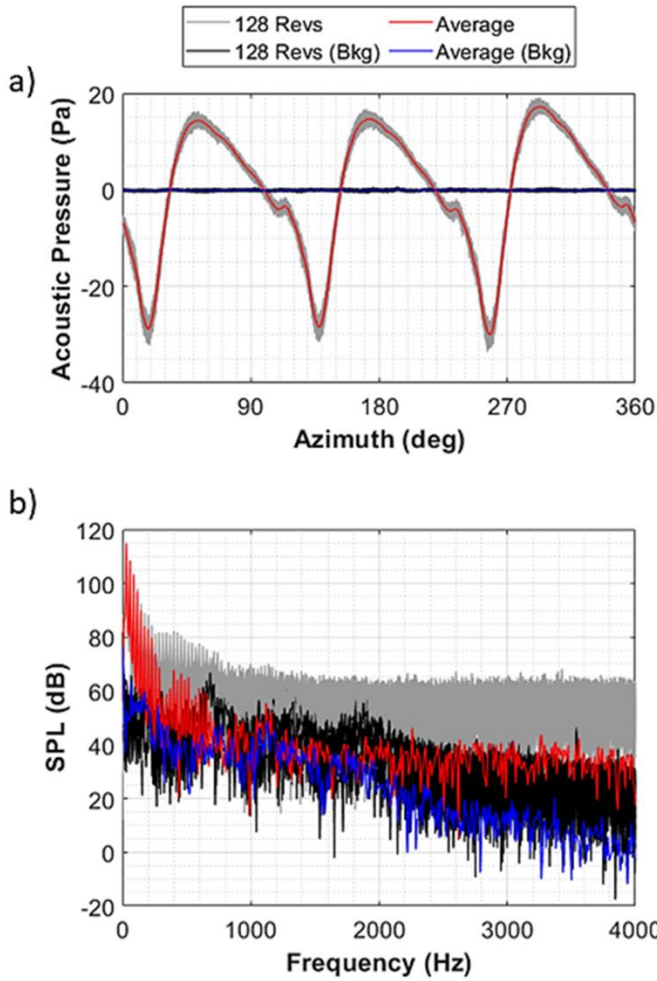 128 Revs Average
128 Revs (Bkg) Average (Bkg)
a)
20
0
-20
-40
Acoustic Pressure (Pa)
0 90 180 270 360
Azimuth (deg)
b)
120
100
80
60
40
20
0
-20
SPL (dB)
0 1000 2000 3000 4000
Frequency (Hz)